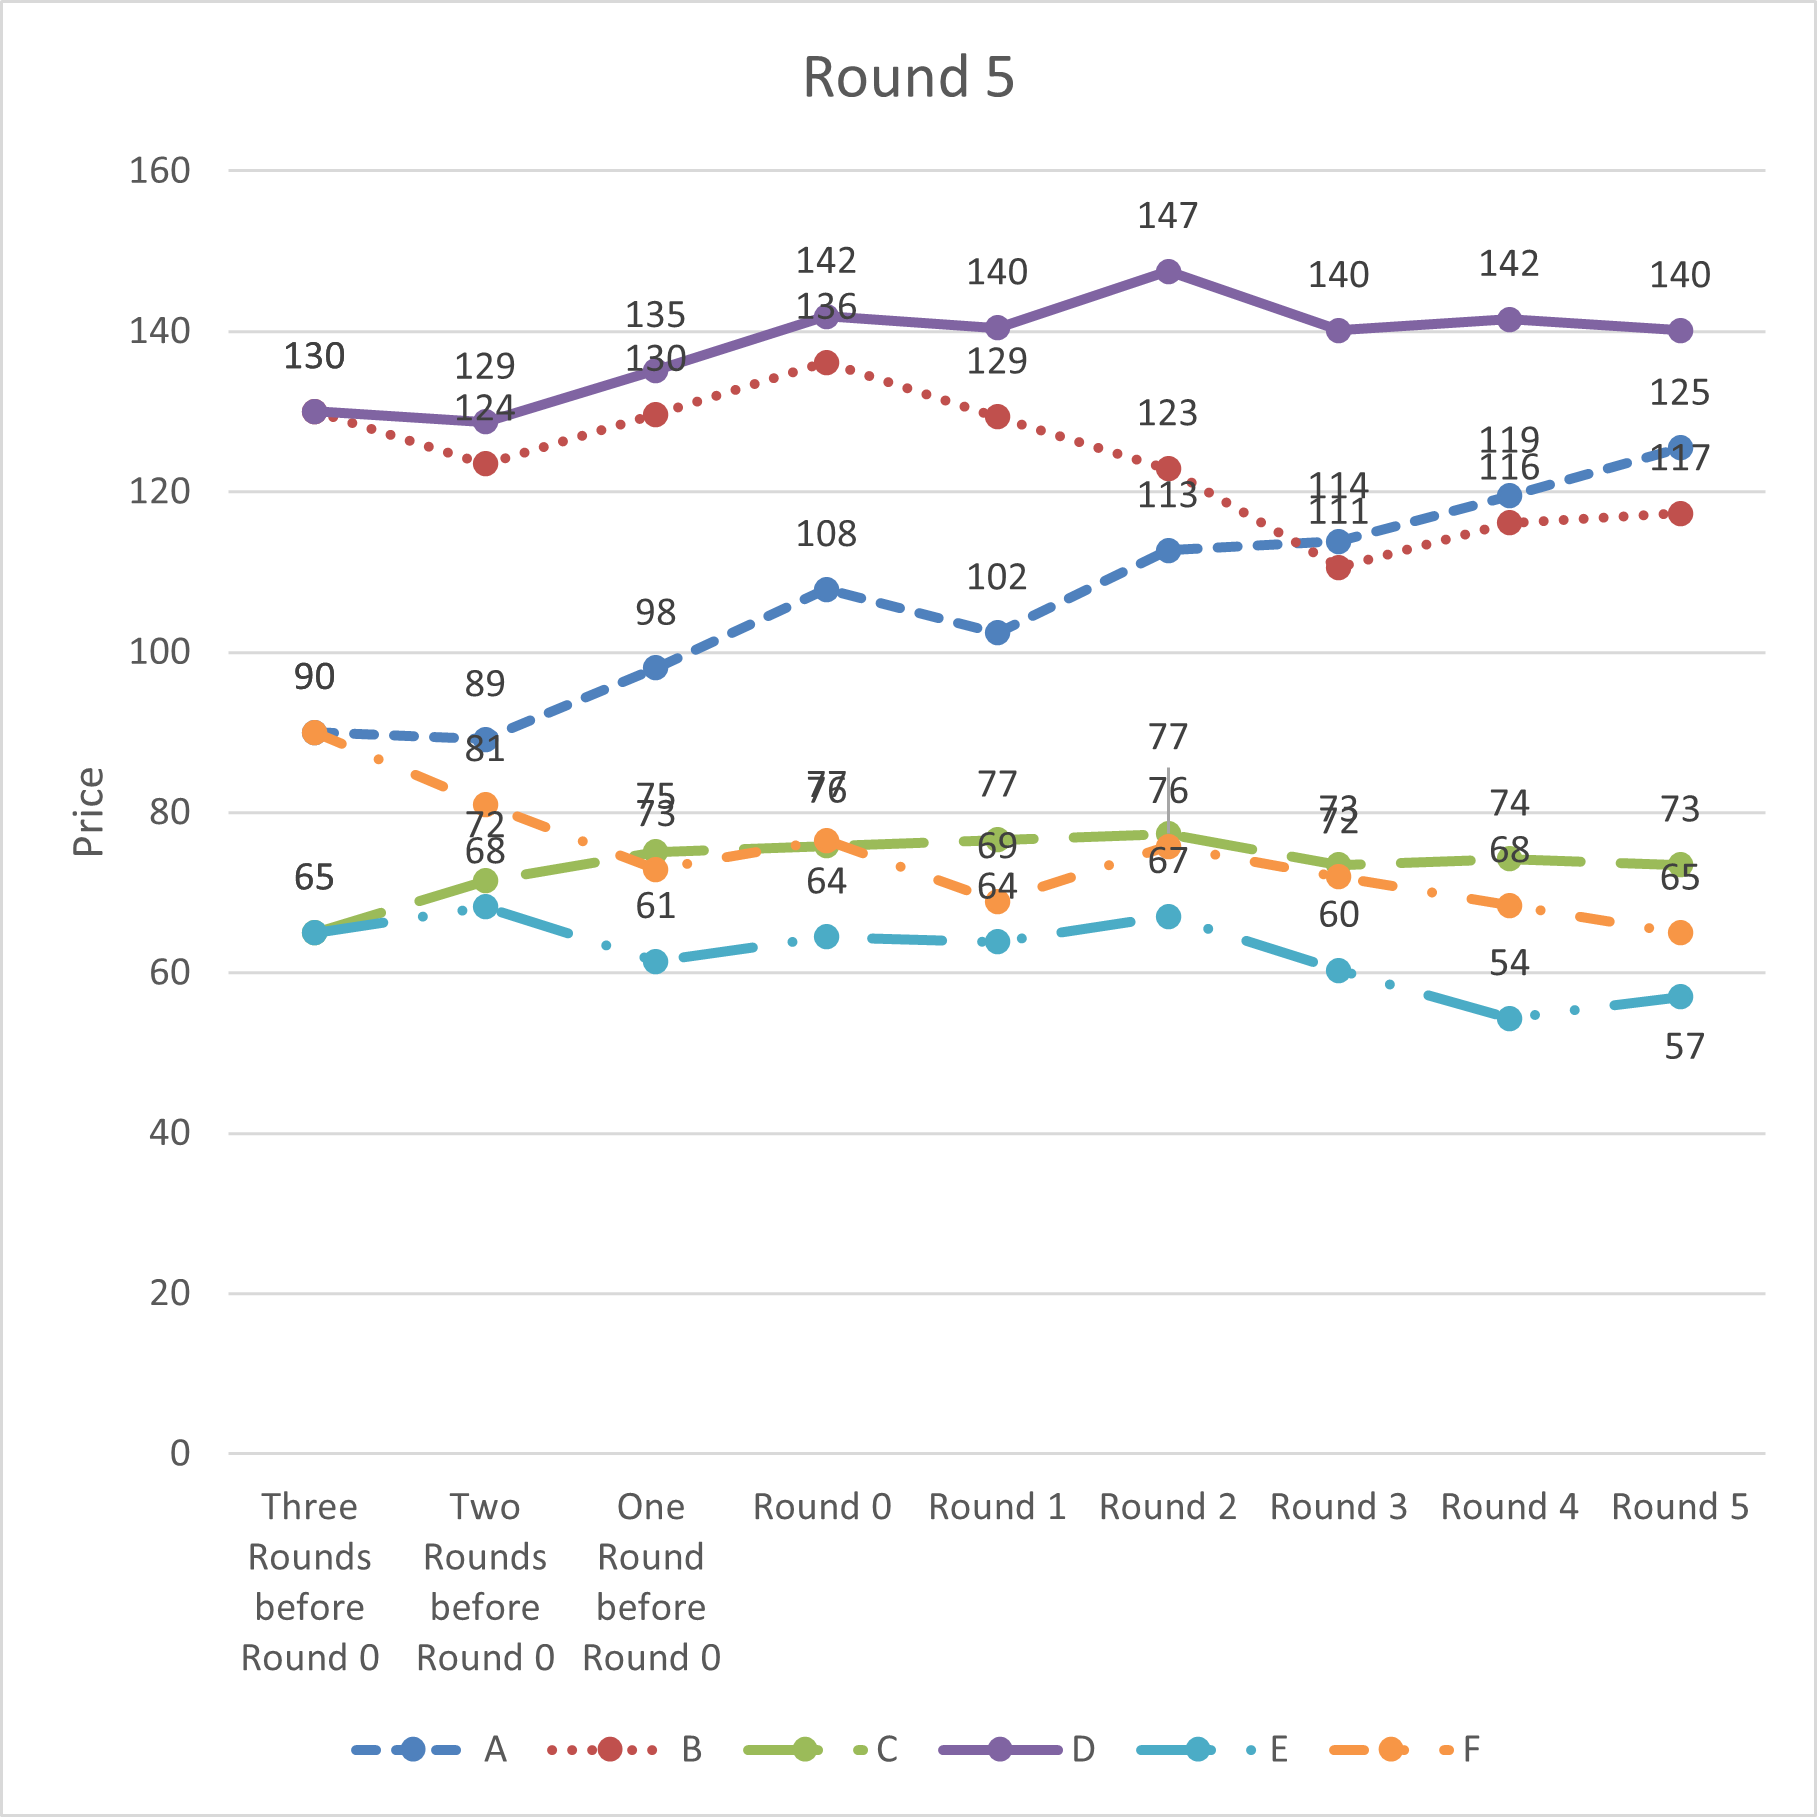 Round 5
Price
160
140
120
100
80
60
40
20
0
130 129 135 142 140 147 140 142 140
130 124 130 136 129 123 111 116 117
90 89 98 108 102 113 114 119 125
90 81 73 77 69 76 72 68 65
65 72 75 76 77 77 73 74 73
65 68 61 64 64 67 60 54 57
Three Rounds before Round 0
Two Rounds before Round 0
One Round before Round 0
Round 0
Round 1
Round 2
Round 3
Round 4
Round 5
A B C D E F